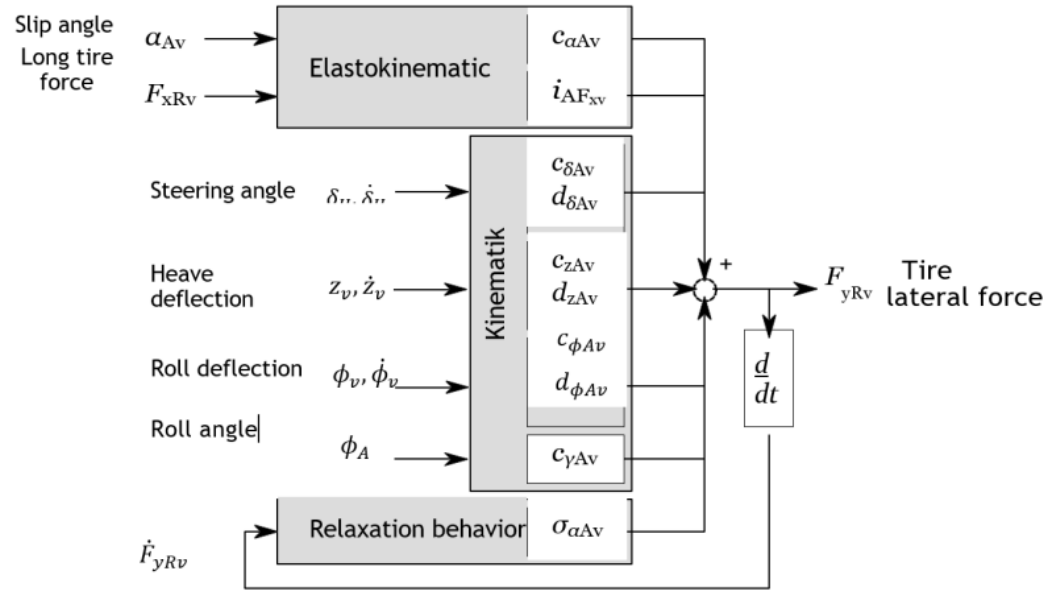 Slip angle
α_Av
Long tire
force
F_xRv
Elastokinematic
c_αAv
i_AF_xv
Steering angle
c_δAv
d_δAv
Heave
deflection
z_v, ż_v
c_zAv
d_zAv
Kinematik
Roll deflection
ϕ_v, ϕ̇_v
c_ϕAv
d_ϕAv
Roll angle
ϕ_A
c_γAv
Relaxation behavior
σ_αAv
Ḟ_yRv
+
F_yRv
Tire
lateral force
d
dt